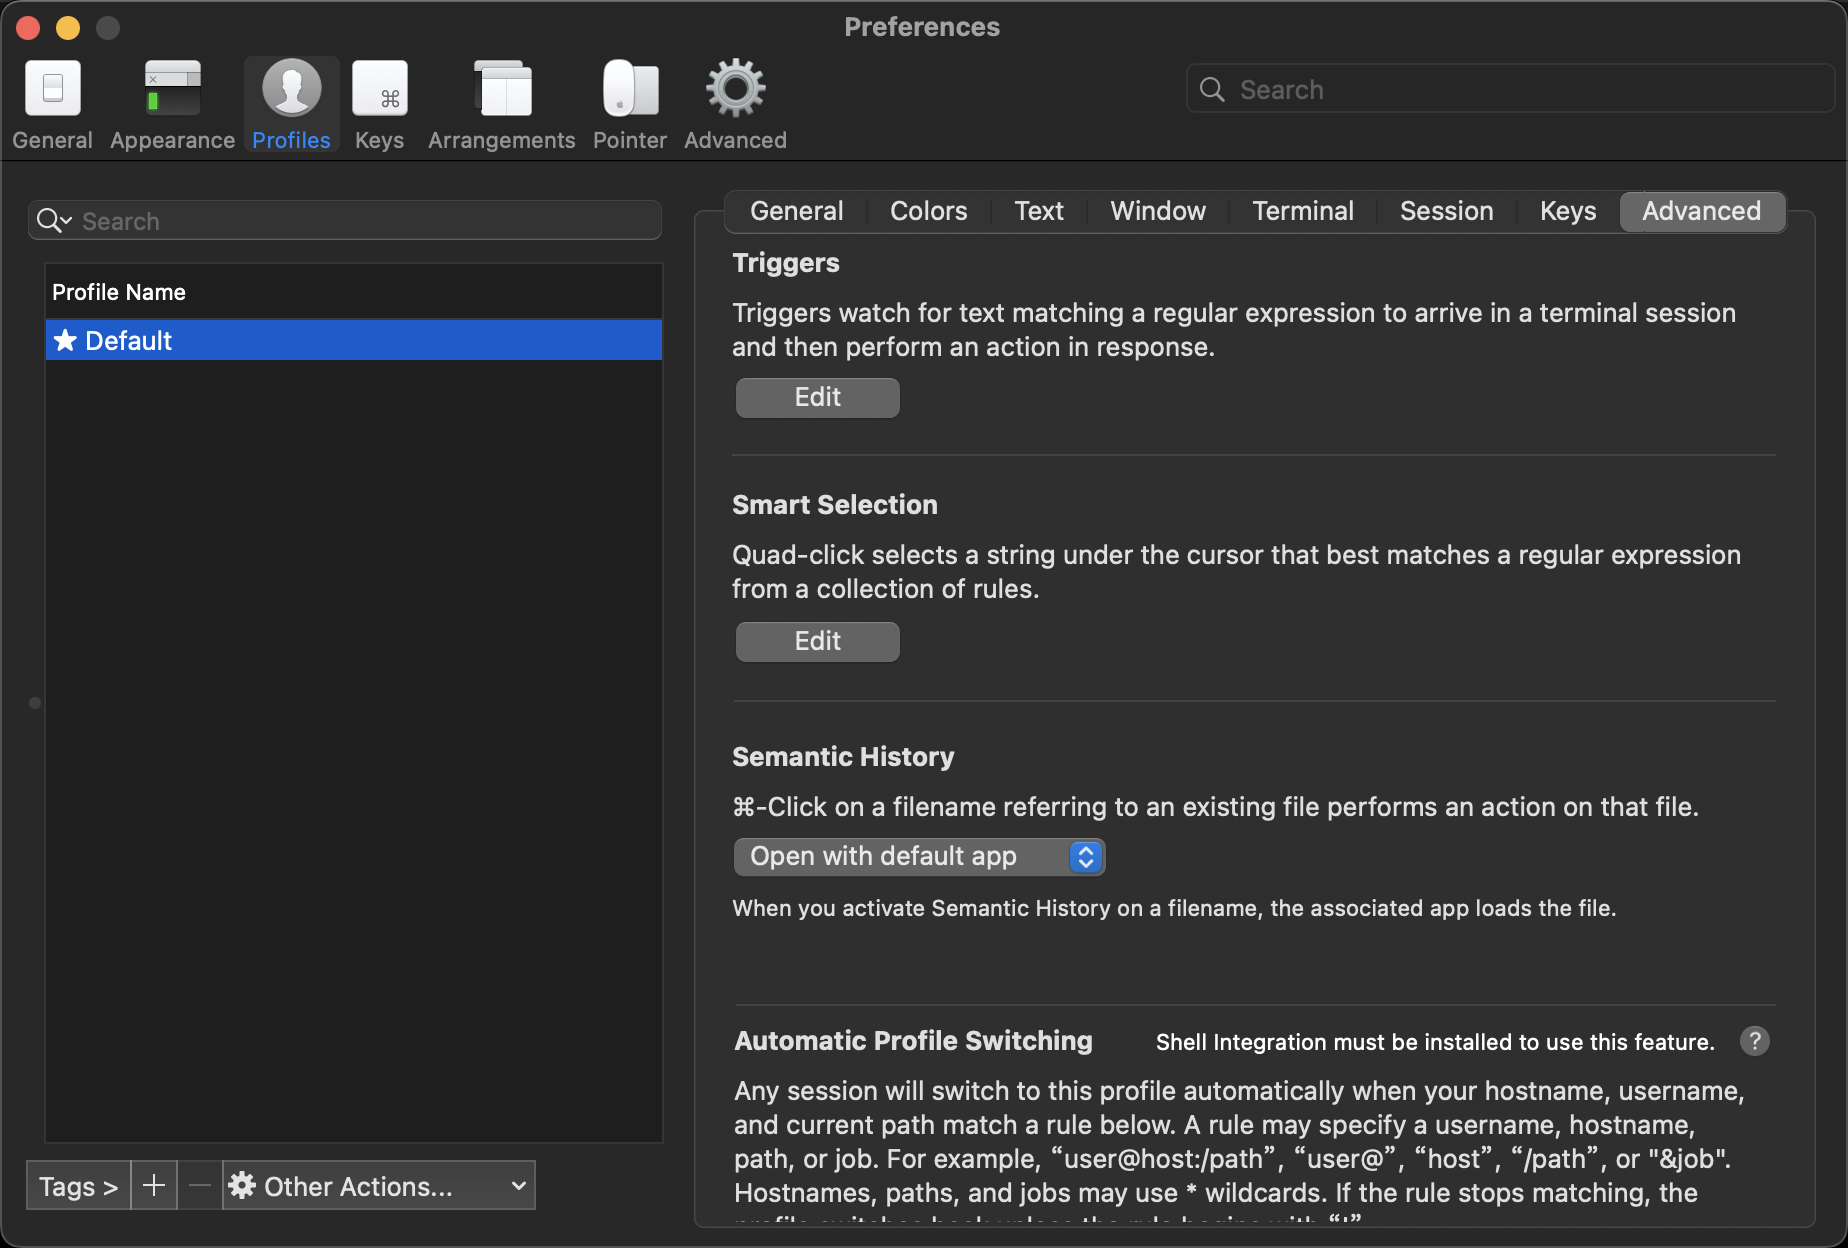 Preferences
General
Appearance
Profiles
⌘
Keys
Arrangements
Pointer
Advanced
Search
Search
Profile Name
★ Default
Tags >
+
—
Other Actions...
General Colors Text Window Terminal Session Keys Advanced
Triggers
Triggers watch for text matching a regular expression to arrive in a terminal session
and then perform an action in response.
Edit
Smart Selection
Quad-click selects a string under the cursor that best matches a regular expression
from a collection of rules.
Edit
Semantic History
⌘-Click on a filename referring to an existing file performs an action on that file.
Open with default app
When you activate Semantic History on a filename, the associated app loads the file.
Automatic Profile Switching
Shell Integration must be installed to use this feature.
?
Any session will switch to this profile automatically when your hostname, username,
and current path match a rule below. A rule may specify a username, hostname,
path, or job. For example, “user@host:/path”, “user@”, “host”, “/path”, or "&job".
Hostnames, paths, and jobs may use * wildcards. If the rule stops matching, the
profile switches back unless the rule begins with “!”